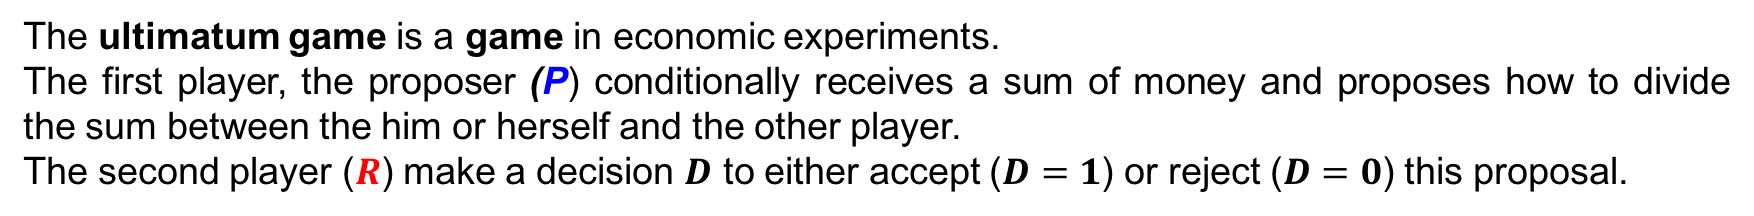 The ultimatum game is a game in economic experiments.
The first player, the proposer (P) conditionally receives a sum of money and proposes how to divide
the sum between the him or herself and the other player.
The second player (R) make a decision D to either accept (D = 1) or reject (D = 0) this proposal.